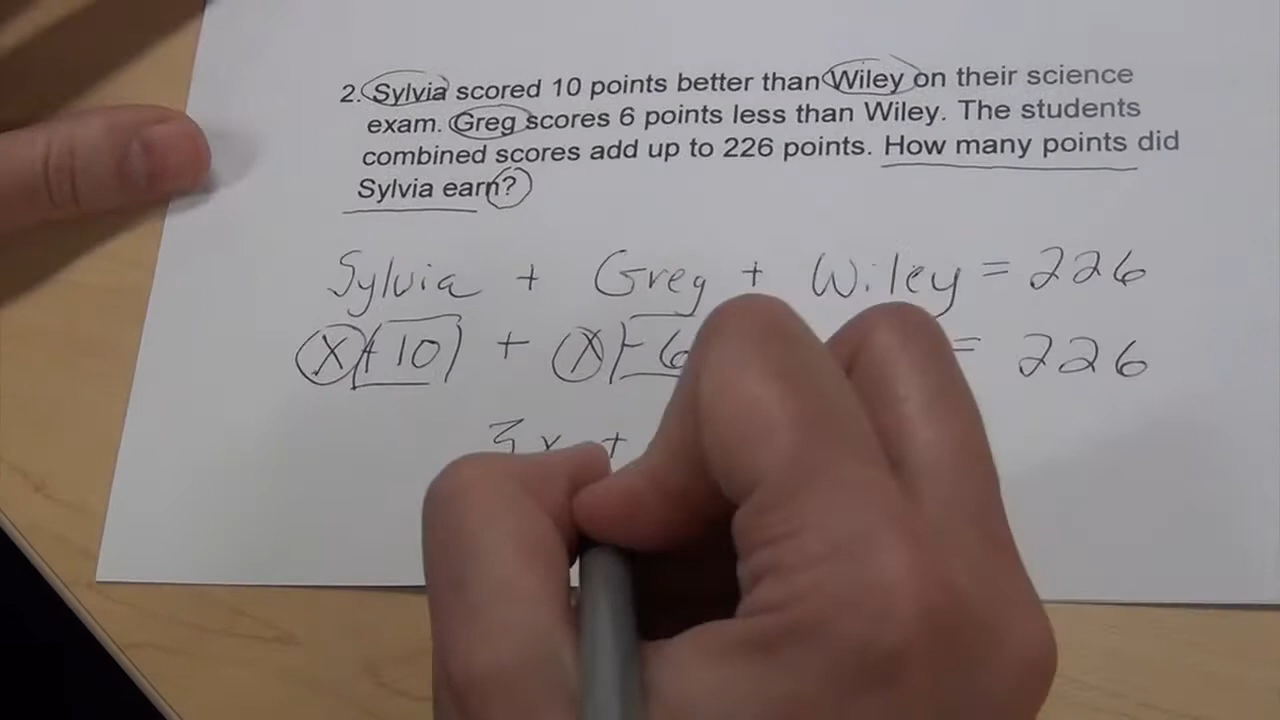 2. Sylvia scored 10 points better than Wiley on their science
exam. Greg scores 6 points less than Wiley. The students
combined scores add up to 226 points. How many points did
Sylvia earn?
Sylvia + Greg + Wiley = 226
x + 10 + x - 6 = 226
3x +